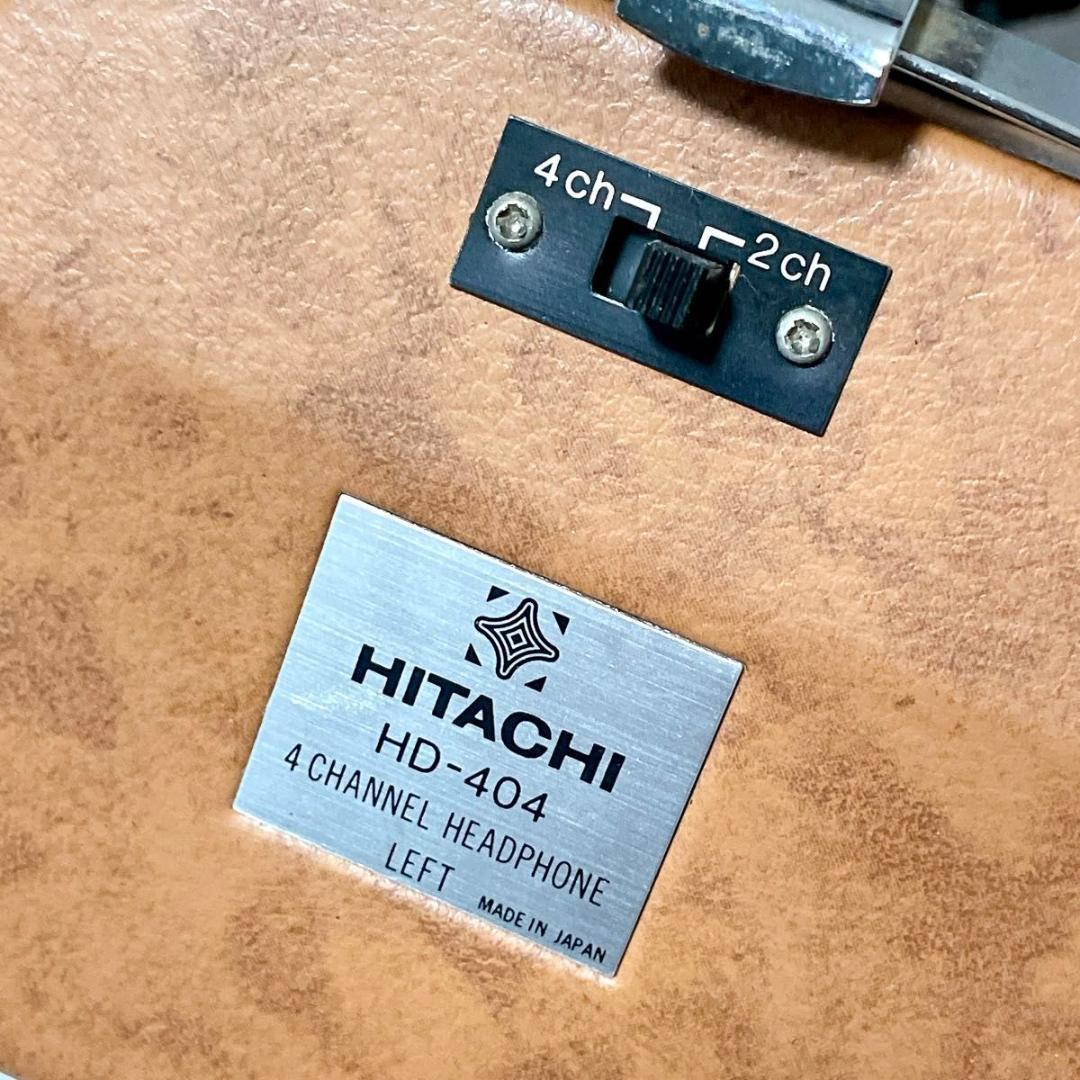 4ch 2ch
HITACHI
HD-404
4 CHANNEL HEADPHONE
LEFT
MADE IN JAPAN